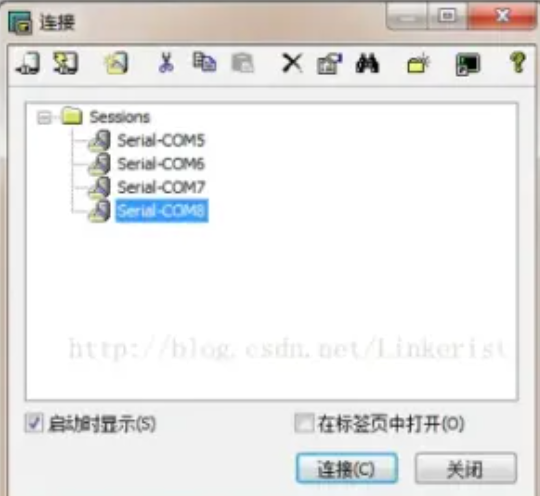 连接
Sessions
Serial-COM5
Serial-COM6
Serial-COM7
Serial-COM8
http://blog.csdn.net/Linkerist
启动时显示(S)
在标签页中打开(O)
连接(C)
关闭